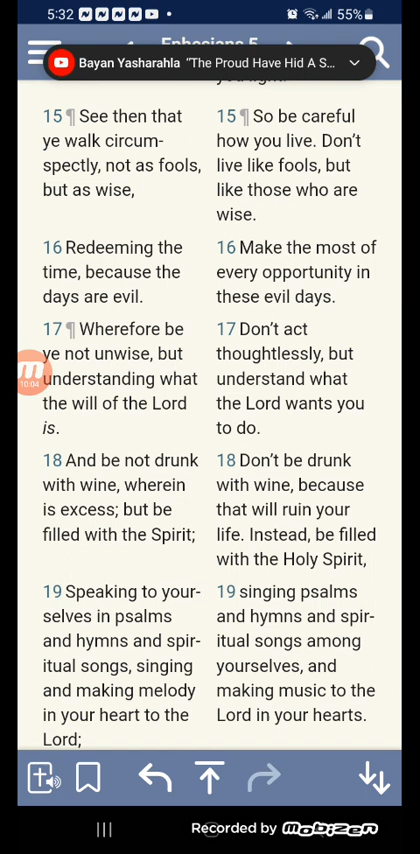 5:32 N N N N
55%
Ephesians 5
Bayan Yasharahla "The Proud Have Hid A S...
you light.
15 ¶ See then that
ye walk circum-
spectly, not as fools,
but as wise,
15 ¶ So be careful
how you live. Don't
live like fools, but
like those who are
wise.
16 Redeeming the
time, because the
days are evil.
16 Make the most of
every opportunity in
these evil days.
17 ¶ Wherefore be
ye not unwise, but
understanding what
the will of the Lord
is.
17 Don't act
thoughtlessly, but
understand what
the Lord wants you
to do.
m
10:04
18 And be not drunk
with wine, wherein
is excess; but be
filled with the Spirit;
18 Don't be drunk
with wine, because
that will ruin your
life. Instead, be filled
with the Holy Spirit,
19 Speaking to your-
selves in psalms
and hymns and spir-
itual songs, singing
and making melody
in your heart to the
Lord;
19 singing psalms
and hymns and spir-
itual songs among
yourselves, and
making music to the
Lord in your hearts.
Recorded by mobizen